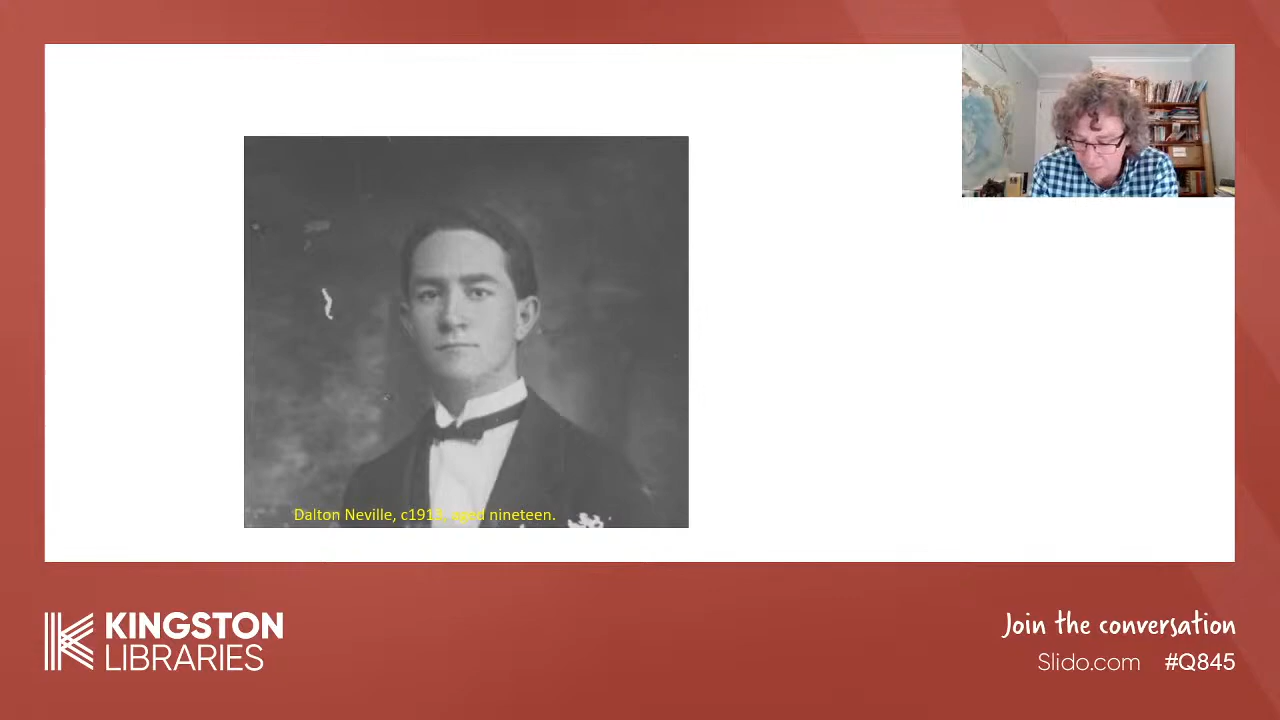 Dalton Neville, c1913, aged nineteen.
KINGSTON
LIBRARIES
Join the conversation
Slido.com #Q845